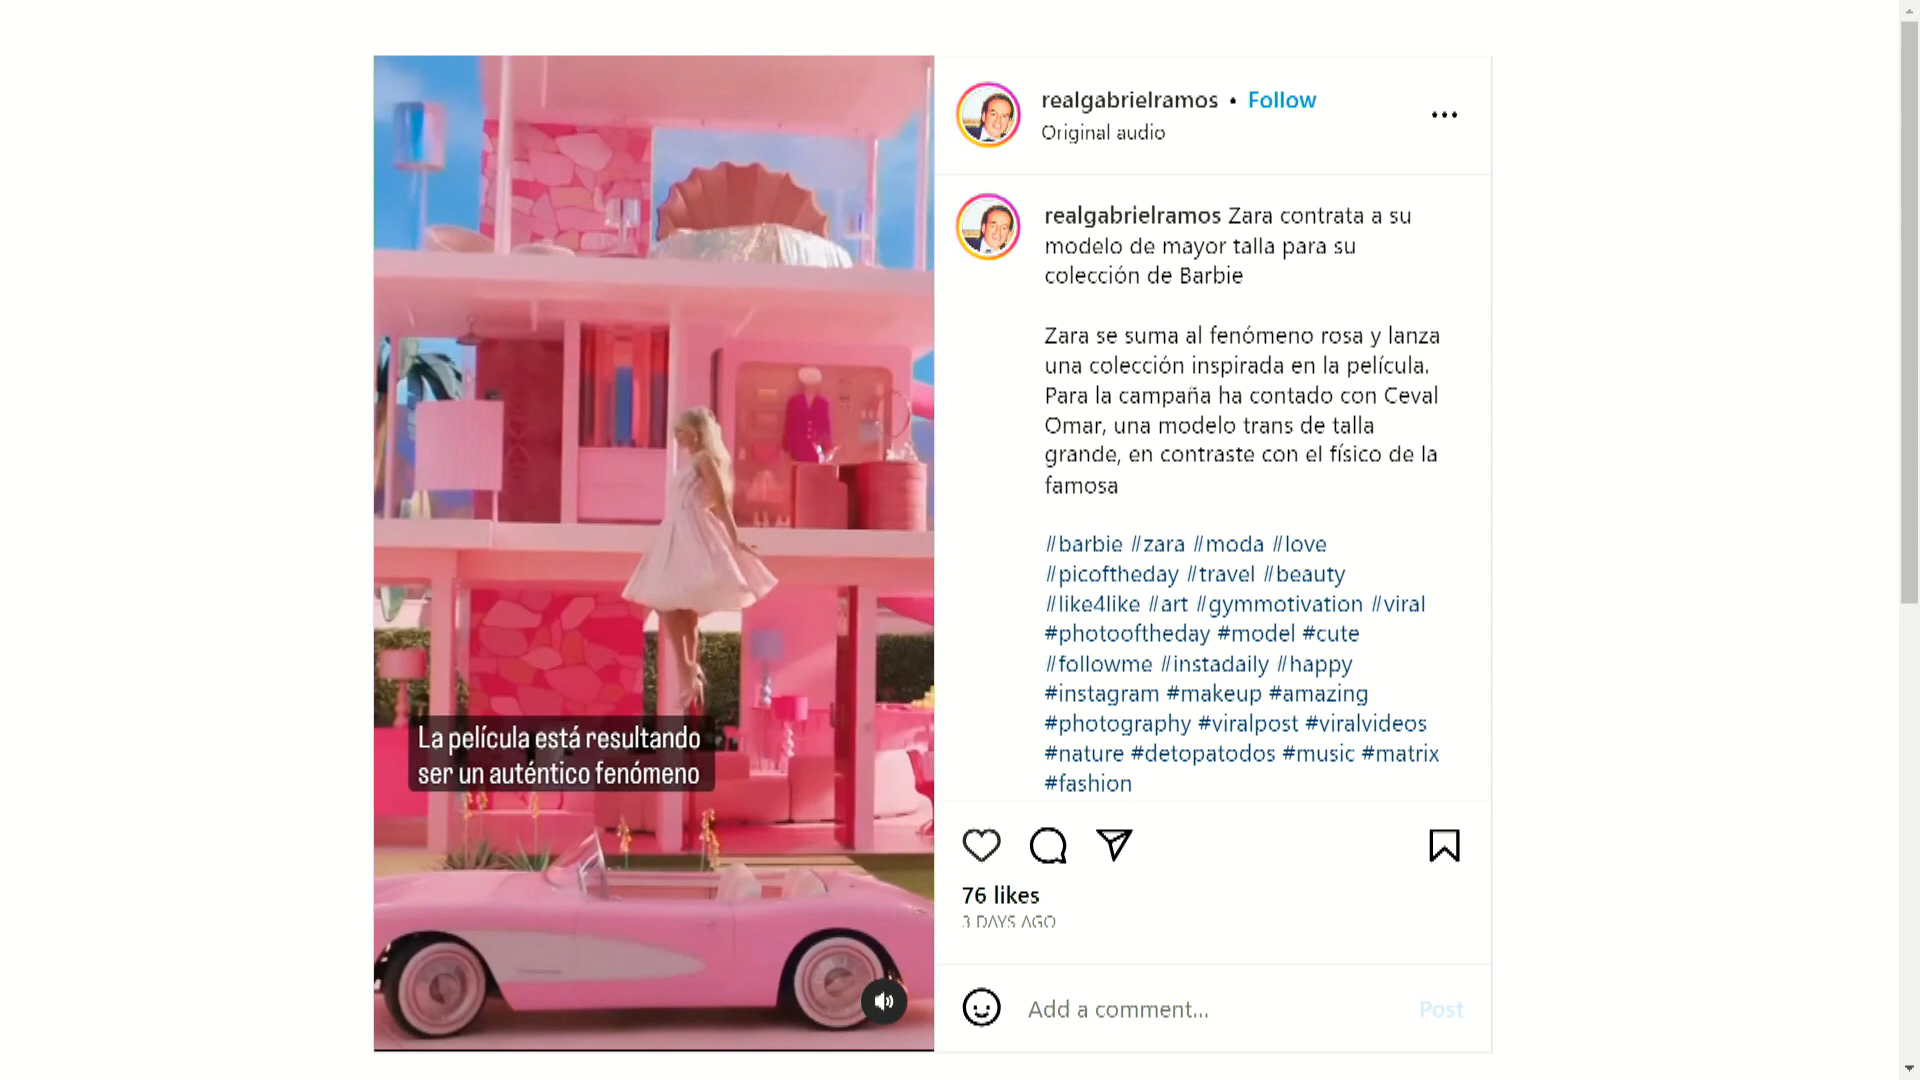 La película está resultando
ser un auténtico fenómeno
realgabrielramos • Follow
Original audio
realgabrielramos Zara contrata a su
modelo de mayor talla para su
colección de Barbie
Zara se suma al fenómeno rosa y lanza
una colección inspirada en la película.
Para la campaña ha contado con Ceval
Omar, una modelo trans de talla
grande, en contraste con el físico de la
famosa
#barbie #zara #moda #love
#picoftheday #travel #beauty
#like4like #art #gymmotivation #viral
#photooftheday #model #cute
#followme #instadaily #happy
#instagram #makeup #amazing
#photography #viralpost #viralvideos
#nature #detopatodos #music #matrix
#fashion
76 likes
3 DAYS AGO
Add a comment...
Post